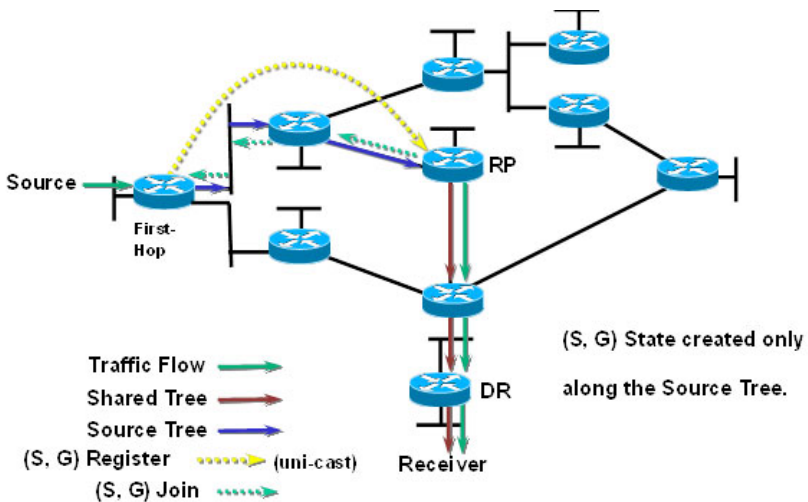 RP
Source
First-
Hop
(S, G) State created only
along the Source Tree.
DR
Receiver
Traffic Flow
Shared Tree
Source Tree
(S, G) Register
(uni-cast)
(S, G) Join